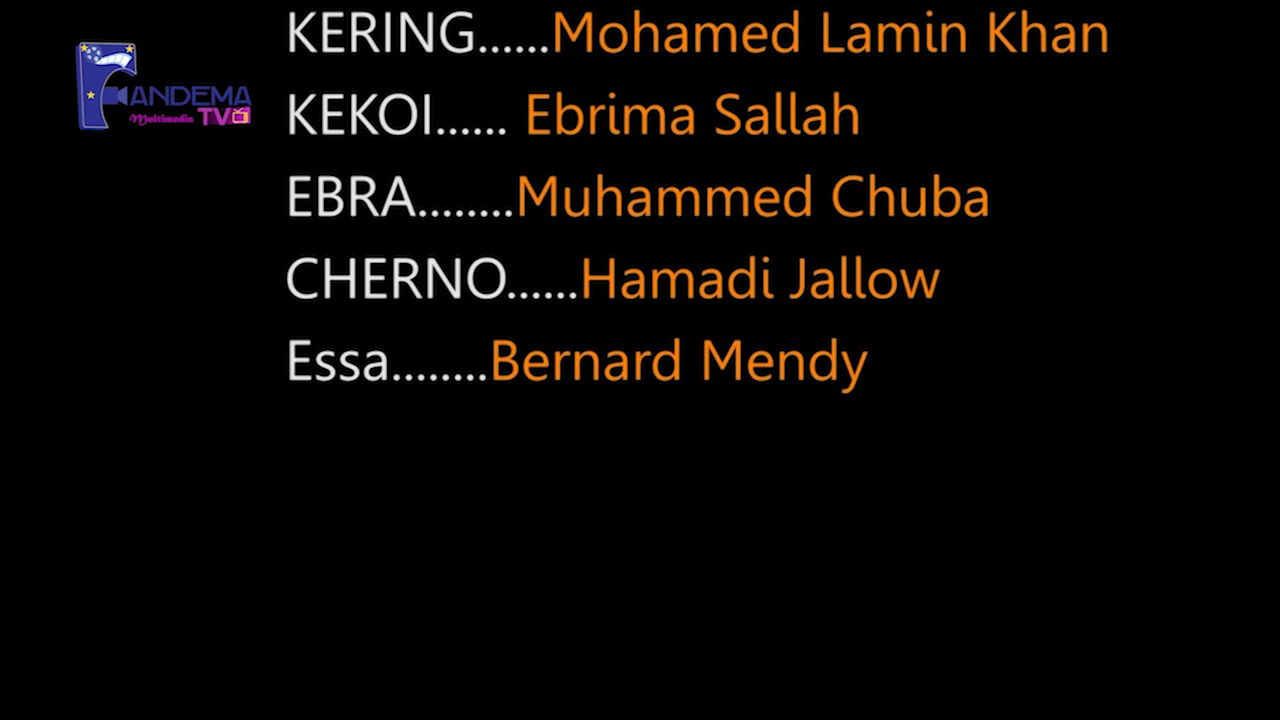 KERING......Mohamed Lamin Khan
FANDEMA
Multimedia TV
KEKOI...... Ebrima Sallah
EBRA........Muhammed Chuba
CHERNO......Hamadi Jallow
Essa........Bernard Mendy